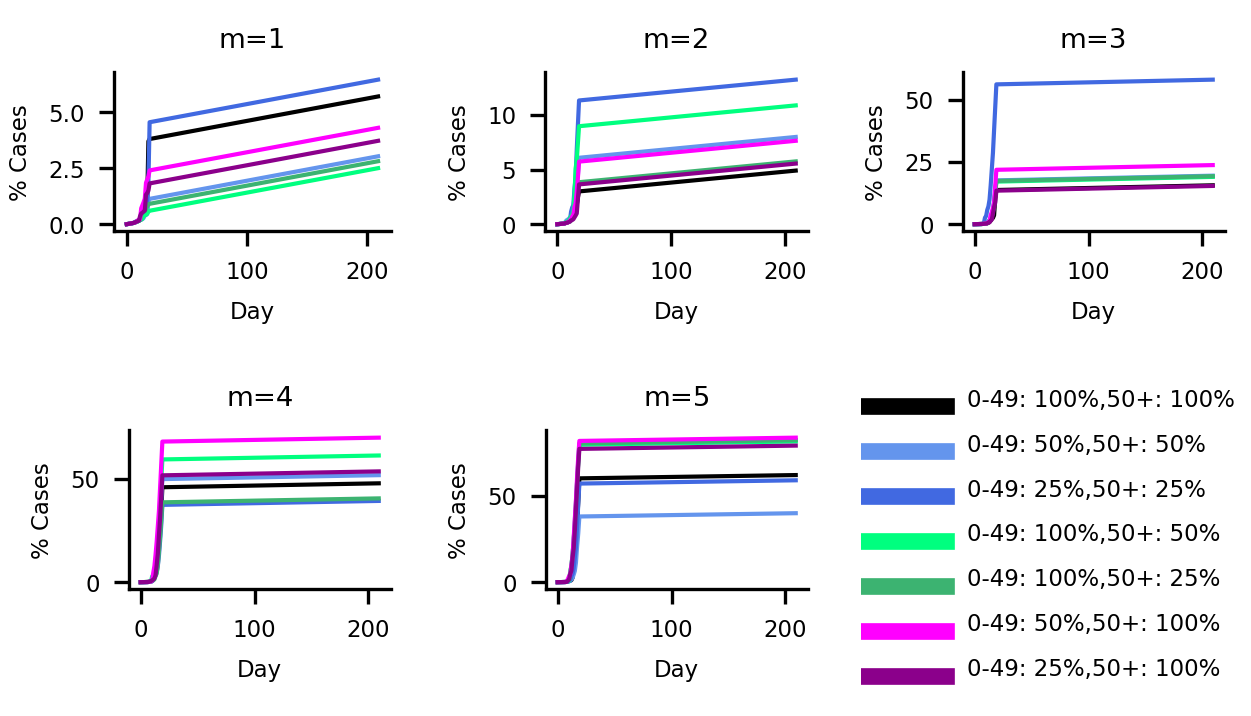 m=1
% Cases
5.0
2.5
0.0
0 100 200
Day
m=2
% Cases
10
5
0
0 100 200
Day
m=3
% Cases
50
25
0
0 100 200
Day
m=4
% Cases
50
0
0 100 200
Day
m=5
% Cases
50
0
0 100 200
Day
0-49: 100%,50+: 100%
0-49: 50%,50+: 50%
0-49: 25%,50+: 25%
0-49: 100%,50+: 50%
0-49: 100%,50+: 25%
0-49: 50%,50+: 100%
0-49: 25%,50+: 100%